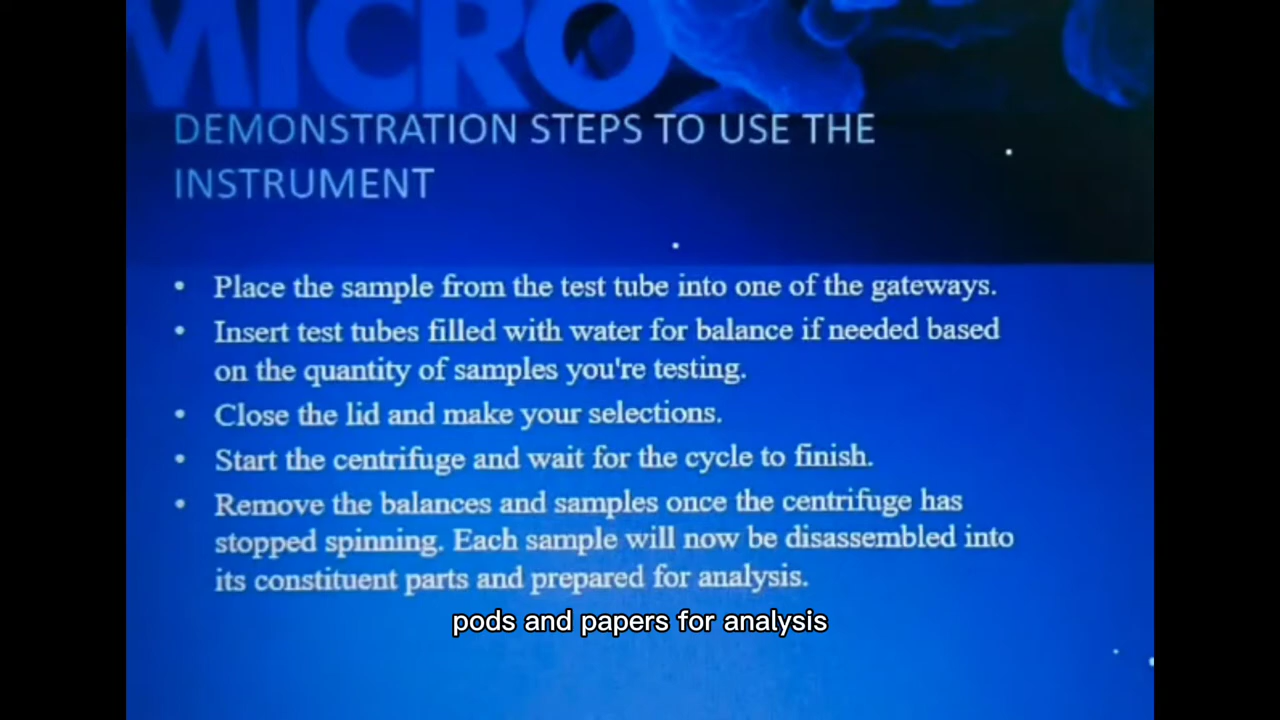 MICRO
DEMONSTRATION STEPS TO USE THE
INSTRUMENT
• Place the sample from the test tube into one of the gateways.
• Insert test tubes filled with water for balance if needed based
on the quantity of samples you're testing.
• Close the lid and make your selections.
• Start the centrifuge and wait for the cycle to finish.
• Remove the balances and samples once the centrifuge has
stopped spinning. Each sample will now be disassembled into
its constituent parts and prepared for analysis.
pods and papers for analysis